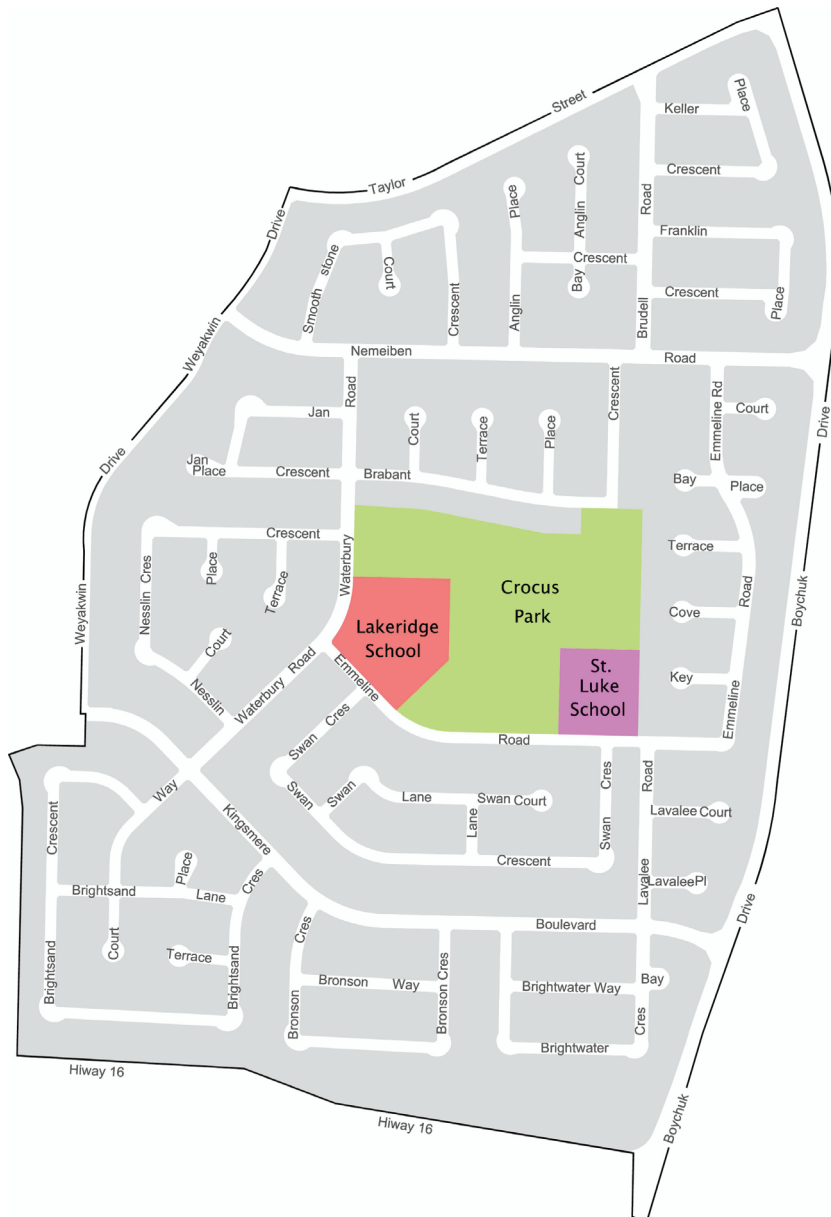 Street
Taylor
Drive
Weyakwin
Drive
Weyakwin
Keller
Place
Crescent
Road
Franklin
Crescent
Place
Brudell
Court
Anglin
Place
Crescent
Bay
Anglin
Smooth
stone
Court
Crescent
Nemeiben
Road
Road
Crescent
Emmeline Rd
Court
Drive
Jan
Jan
Place
Crescent
Brabant
Court
Terrace
Place
Bay
Place
Terrace
Road
Cove
Key
Emmeline
Boychuk
Crescent
Nesslin Cres
Place
Terrace
Court
Nesslin
Waterbury
Waterbury Road
Crocus
Park
Lakeridge
School
St.
Luke
School
Emmeline
Road
Swan Cres
Swan
Swan
Lane
Swan Court
Lane
Crescent
Swan Cres
Road
Lavalee Court
Lavalee
LavaleePl
Way
Kingsmere
Boulevard
Drive
Crescent
Brightsand
Place
Lane
Cres
Court
Terrace
Brightsand
Brightsand
Cres
Bronson
Bronson Way
Bronson Cres
Brightwater Way
Bay
Cres
Brightwater
Hiway 16
Hiway 16
Boychuk